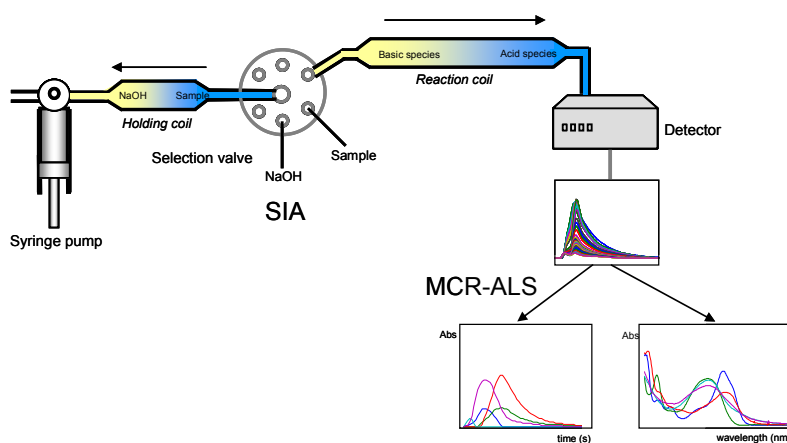 Basic species
Acid species
Reaction coil
NaOH
Sample
Holding coil
Selection valve
Sample
NaOH
Detector
SIA
Syringe pump
MCR-ALS
Abs
time (s)
Abs
wavelength (nm